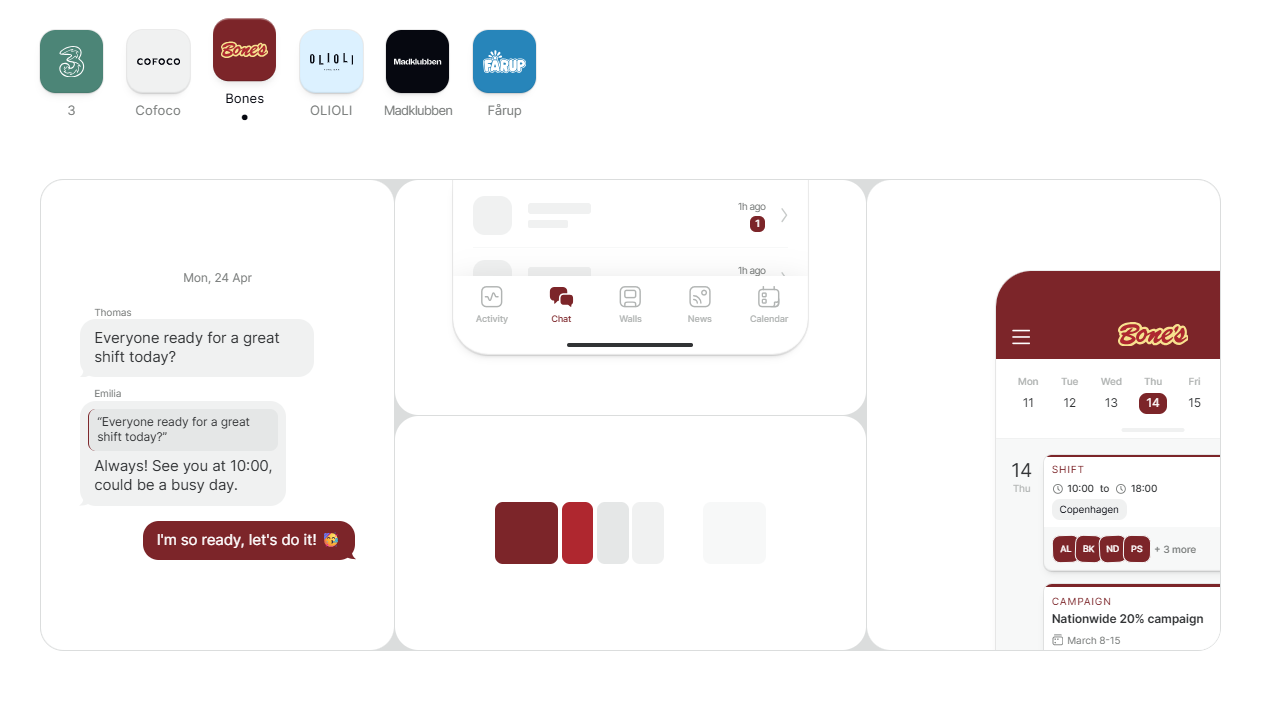 3
COFOCO
Bone's
OLIOLI
Madklubben
FÅRUP
3
Cofoco
Bones
OLIOLI
Madklubben
Fårup
Mon, 24 Apr
Thomas
Everyone ready for a great
shift today?
Emilia
“Everyone ready for a great
shift today?”
Always! See you at 10:00,
could be a busy day.
I'm so ready, let's do it! 🥳
1h ago
1
1h ago
Activity
Chat
Walls
News
Calendar
Bone's
Mon Tue Wed Thu Fri
11 12 13 14 15
14
Thu
SHIFT
10:00 to 18:00
Copenhagen
AL BK ND PS + 3 more
CAMPAIGN
Nationwide 20% campaign
March 8-15